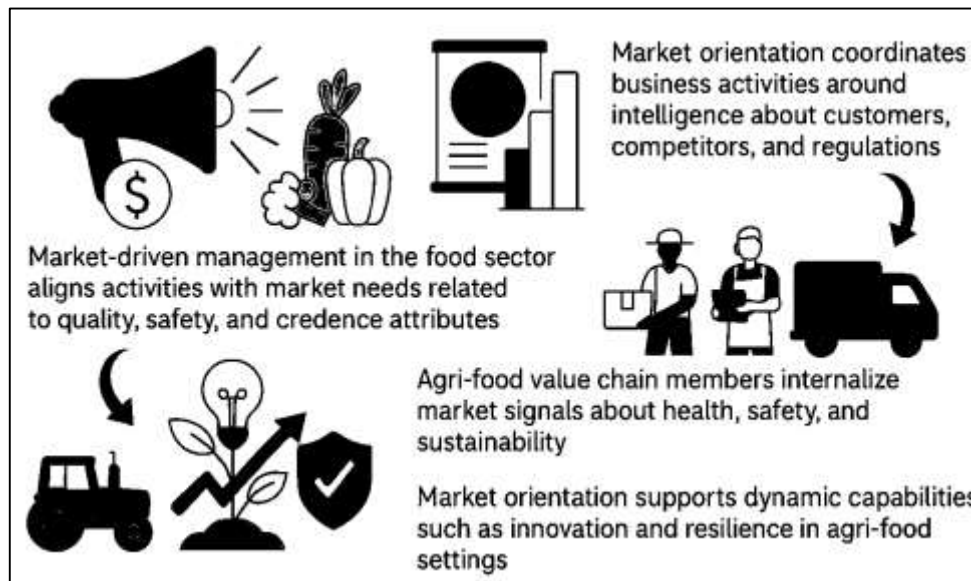 Market orientation coordinates
business activities around
intelligence about customers,
competitors, and regulations
$
Market-driven management in the food sector
aligns activities with market needs related
to quality, safety, and credence attributes
Agri-food value chain members internalize
market signals about health, safety, and
sustainability
Market orientation supports dynamic capabilities
such as innovation and resilience in agri-food
settings